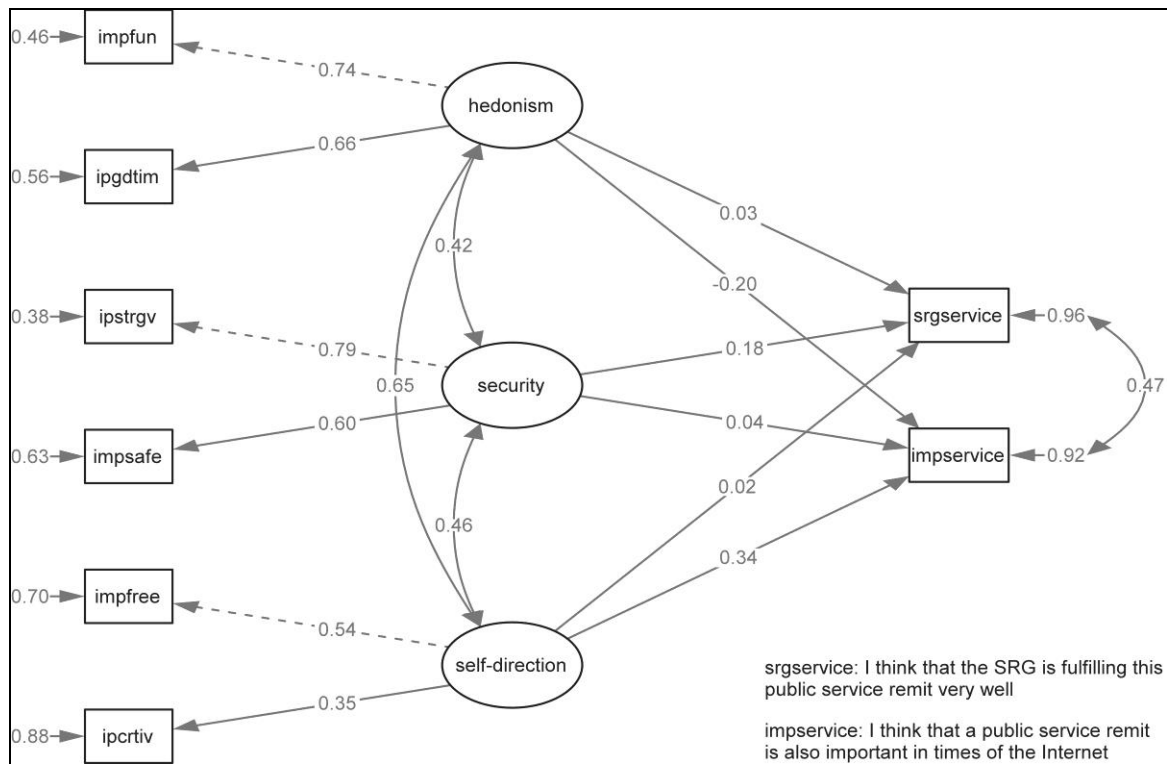 0.46
impfun
0.74
hedonism
0.66
0.56
ipgdtim
0.03
0.42
-0.20
0.38
ipstrgv
srgservice
0.96
0.79
0.18
0.65
security
0.47
0.60
0.04
0.63
impsafe
impservice
0.92
0.02
0.46
0.34
0.70
impfree
0.54
self-direction
0.35
0.88
ipcrtiv
srgservice: I think that the SRG is fulfilling this
public service remit very well
impservice: I think that a public service remit
is also important in times of the Internet